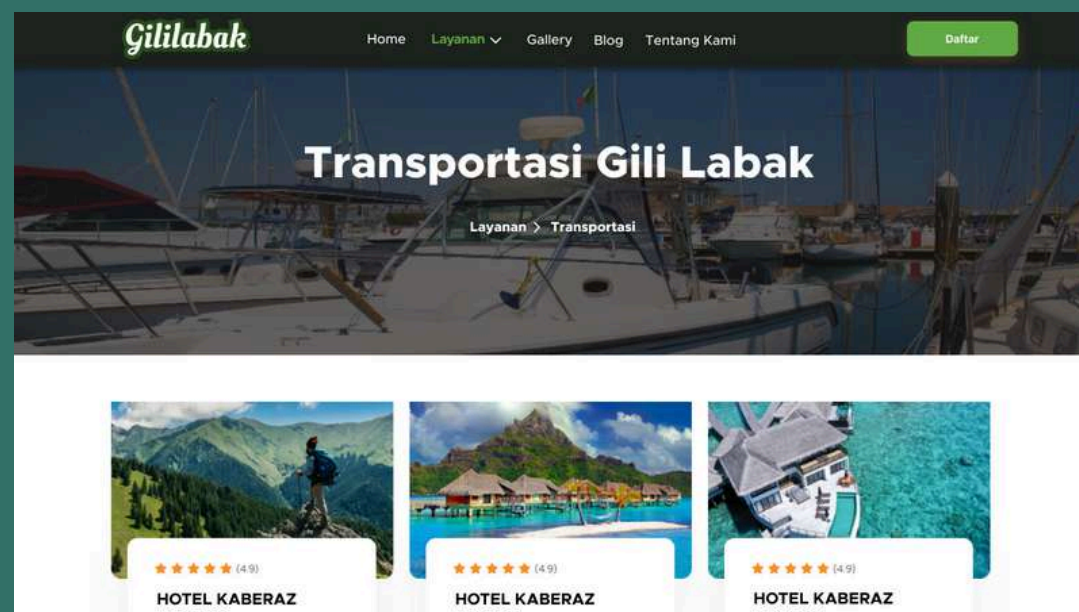 Gililabak
Home Layanan Gallery Blog Tentang Kami Daftar
Transportasi Gili Labak
Layanan > Transportasi
(4.9) (4.9) (4.9)
HOTEL KABERAZ HOTEL KABERAZ HOTEL KABERAZ